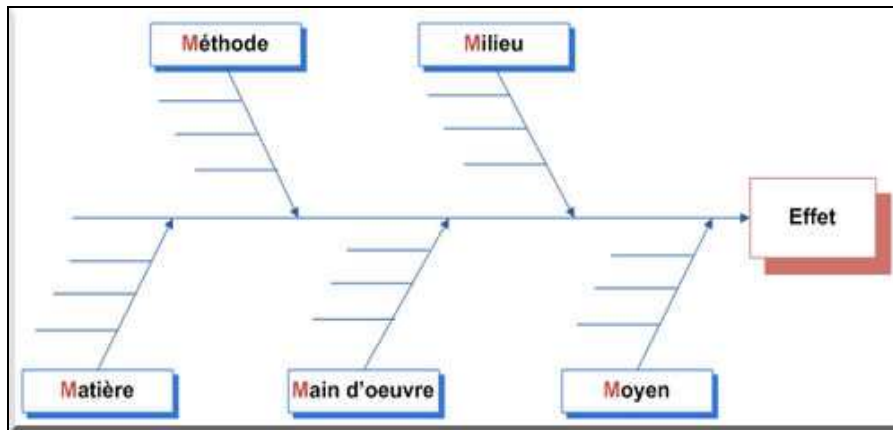 Méthode
Milieu
Effet
Matière
Main d'oeuvre
Moyen